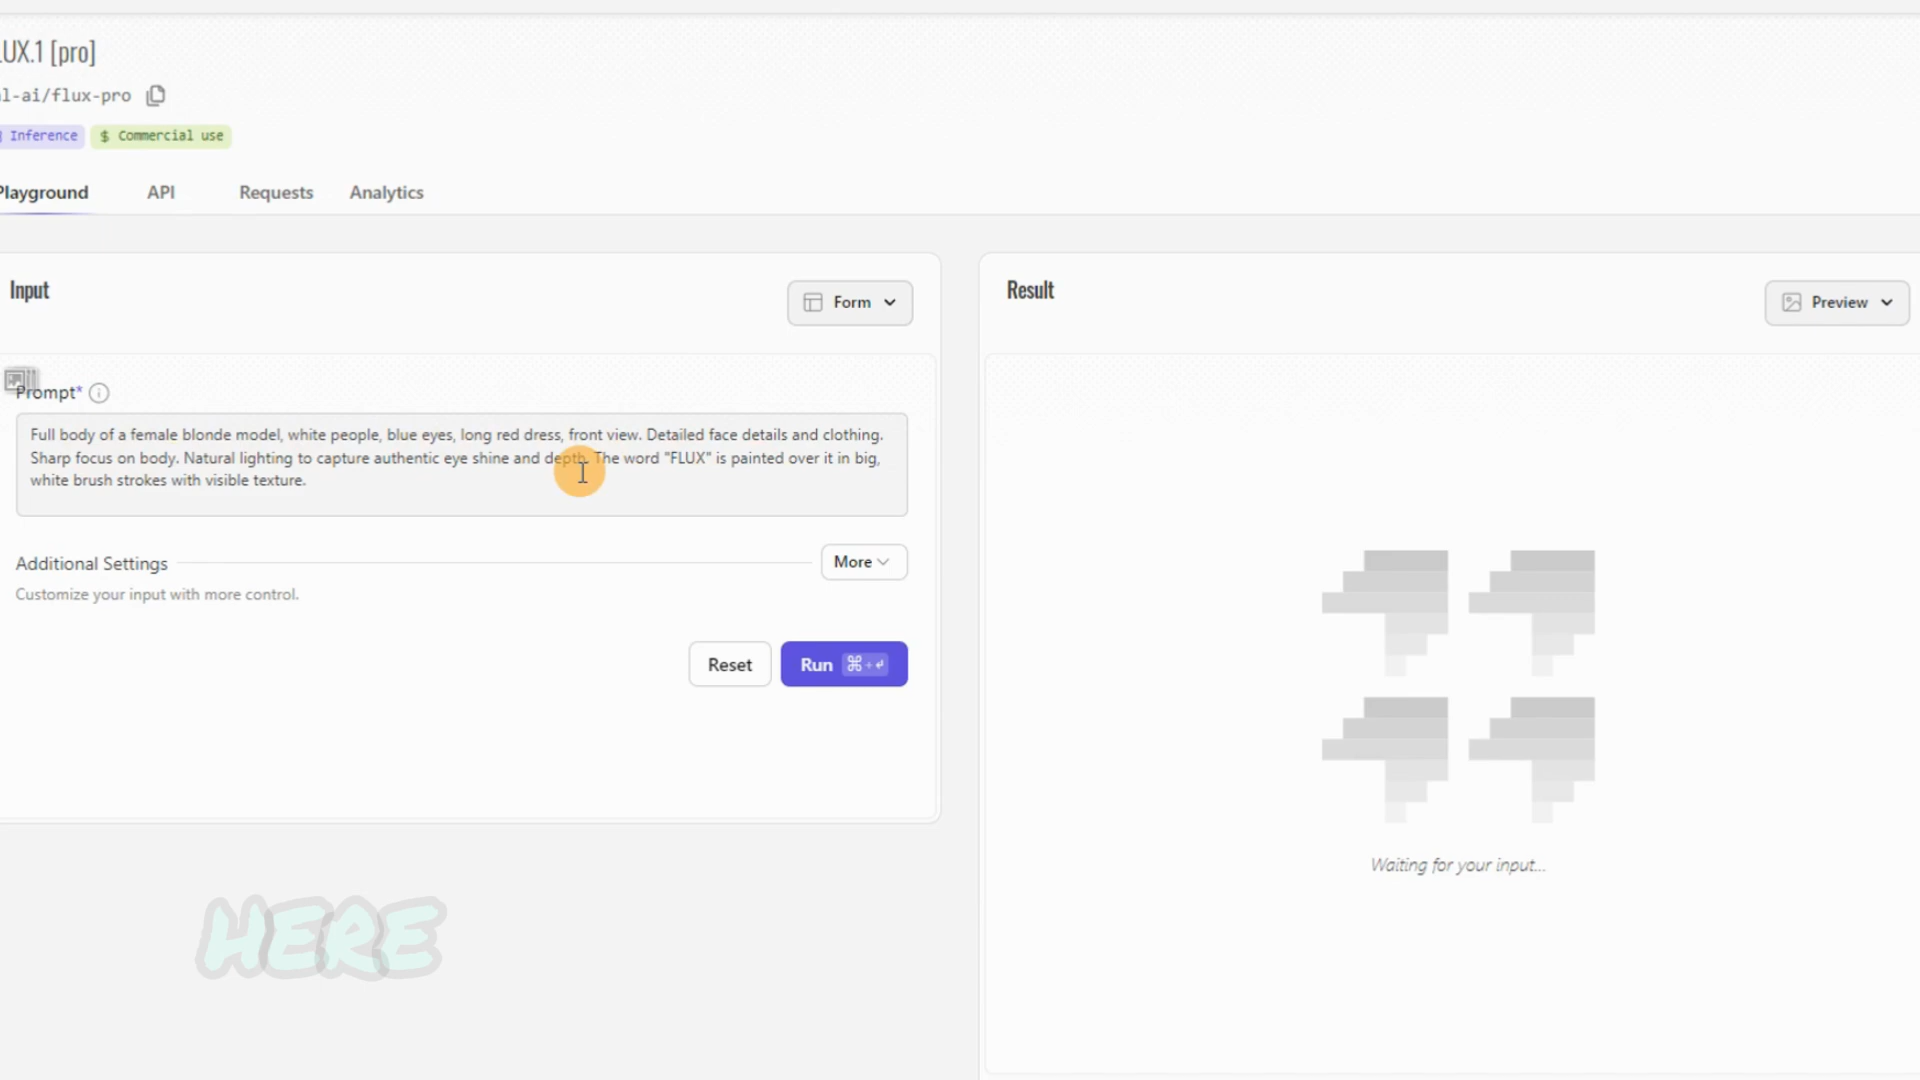 LUX.1 [pro]
l-ai/flux-pro
Inference
$ Commercial use
Playground
API
Requests
Analytics
Input
Form
Prompt*
Full body of a female blonde model, white people, blue eyes, long red dress, front view. Detailed face details and clothing.
Sharp focus on body. Natural lighting to capture authentic eye shine and depth. The word "FLUX" is painted over it in big,
white brush strokes with visible texture.
Additional Settings
More
Customize your input with more control.
Reset
Run ⌘+↵
Result
Preview
Waiting for your input...
HERE